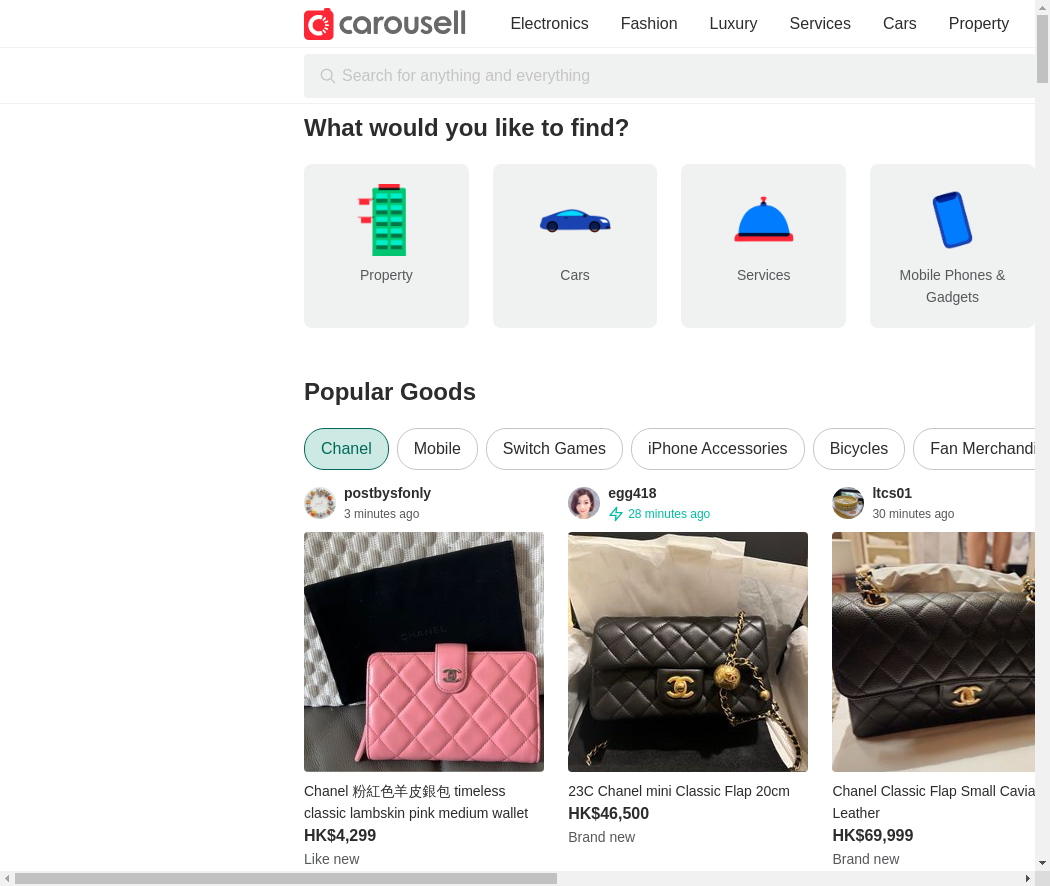 carousell
Electronics Fashion Luxury Services Cars Property
Search for anything and everything
What would you like to find?
Property
Cars
Services
Mobile Phones &
Gadgets
Popular Goods
Chanel Mobile Switch Games iPhone Accessories Bicycles Fan Merchandi
postbysfonly
3 minutes ago
CHANEL
Chanel 粉紅色羊皮銀包 timeless
classic lambskin pink medium wallet
HK$4,299
Like new
egg418
28 minutes ago
23C Chanel mini Classic Flap 20cm
HK$46,500
Brand new
ltcs01
30 minutes ago
Chanel Classic Flap Small Cavia
Leather
HK$69,999
Brand new